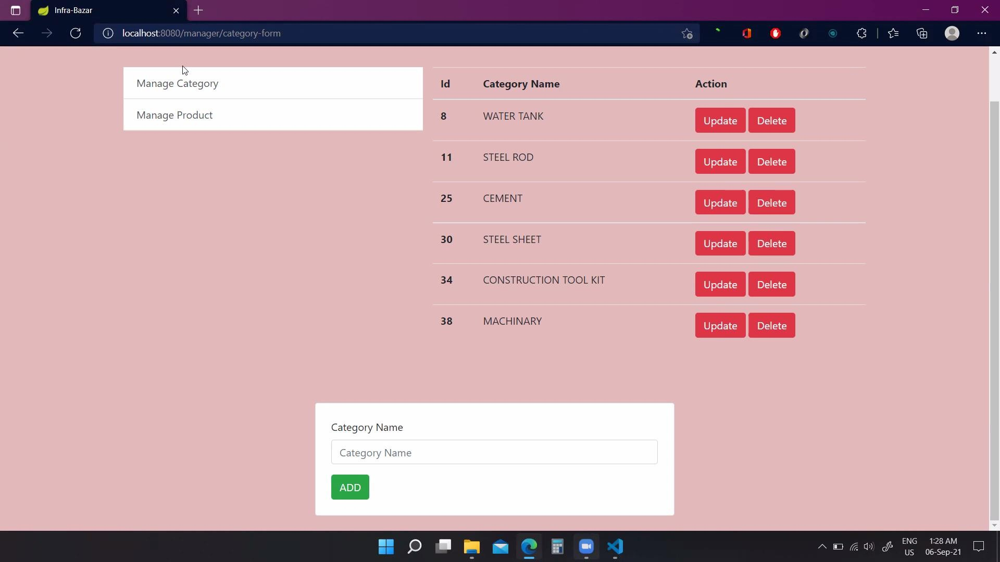 Infra-Bazar
localhost:8080/manager/category-form
Manage Category
Manage Product
Id Category Name Action
8 WATER TANK Update Delete
11 STEEL ROD Update Delete
25 CEMENT Update Delete
30 STEEL SHEET Update Delete
34 CONSTRUCTION TOOL KIT Update Delete
38 MACHINARY Update Delete
Category Name
Category Name
ADD
ENG 1:28 AM
US 06-Sep-21